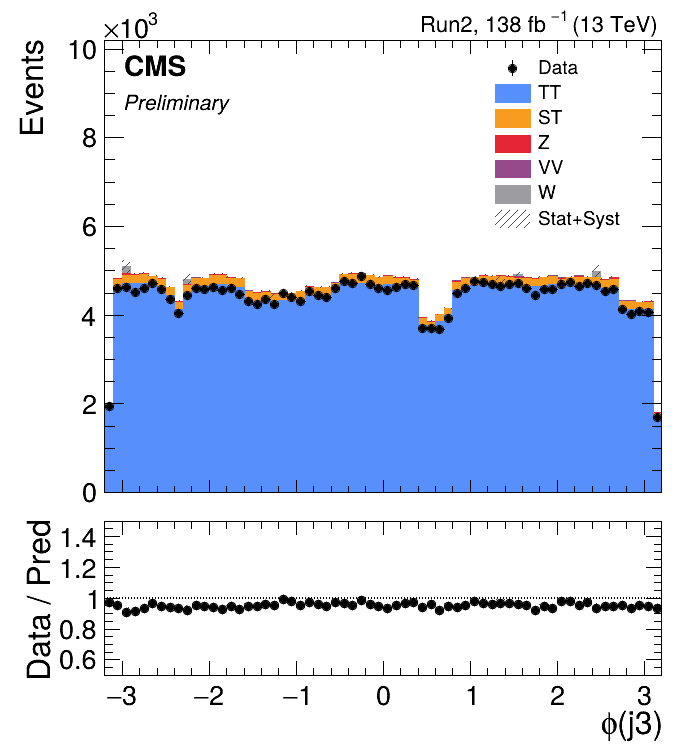 ×10³
Run2, 138 fb⁻¹ (13 TeV)
Events
CMS
Preliminary
Data
TT
ST
Z
VV
W
Stat+Syst
10
8
6
4
2
0
Data / Pred
1.4
1.2
1
0.8
0.6
−3 −2 −1 0 1 2 3
ϕ(j3)